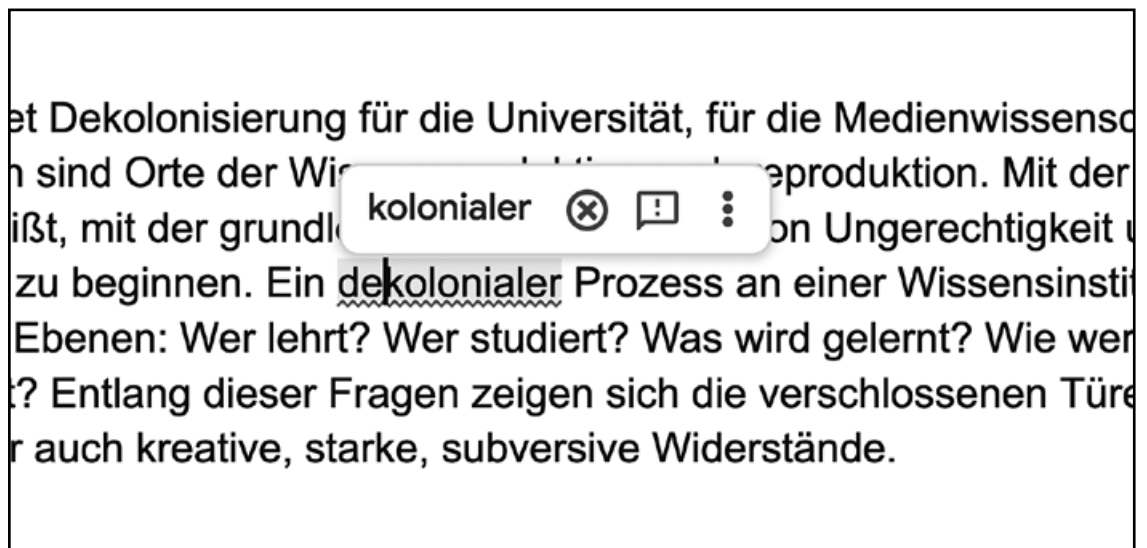 et Dekolonisierung für die Universität, für die Medienwissensc
n sind Orte der eproduktion. Mit der
kolonialer
ißt, mit der on Ungerechtigkeit
zu beginnen. Ein dekolonialer Prozess an einer Wissensinstit
Ebenen: Wer lehrt? Wer studiert? Was wird gelernt? Wie wer
t? Entlang dieser Fragen zeigen sich die verschlossenen Türe
r auch kreative, starke, subversive Widerstände.